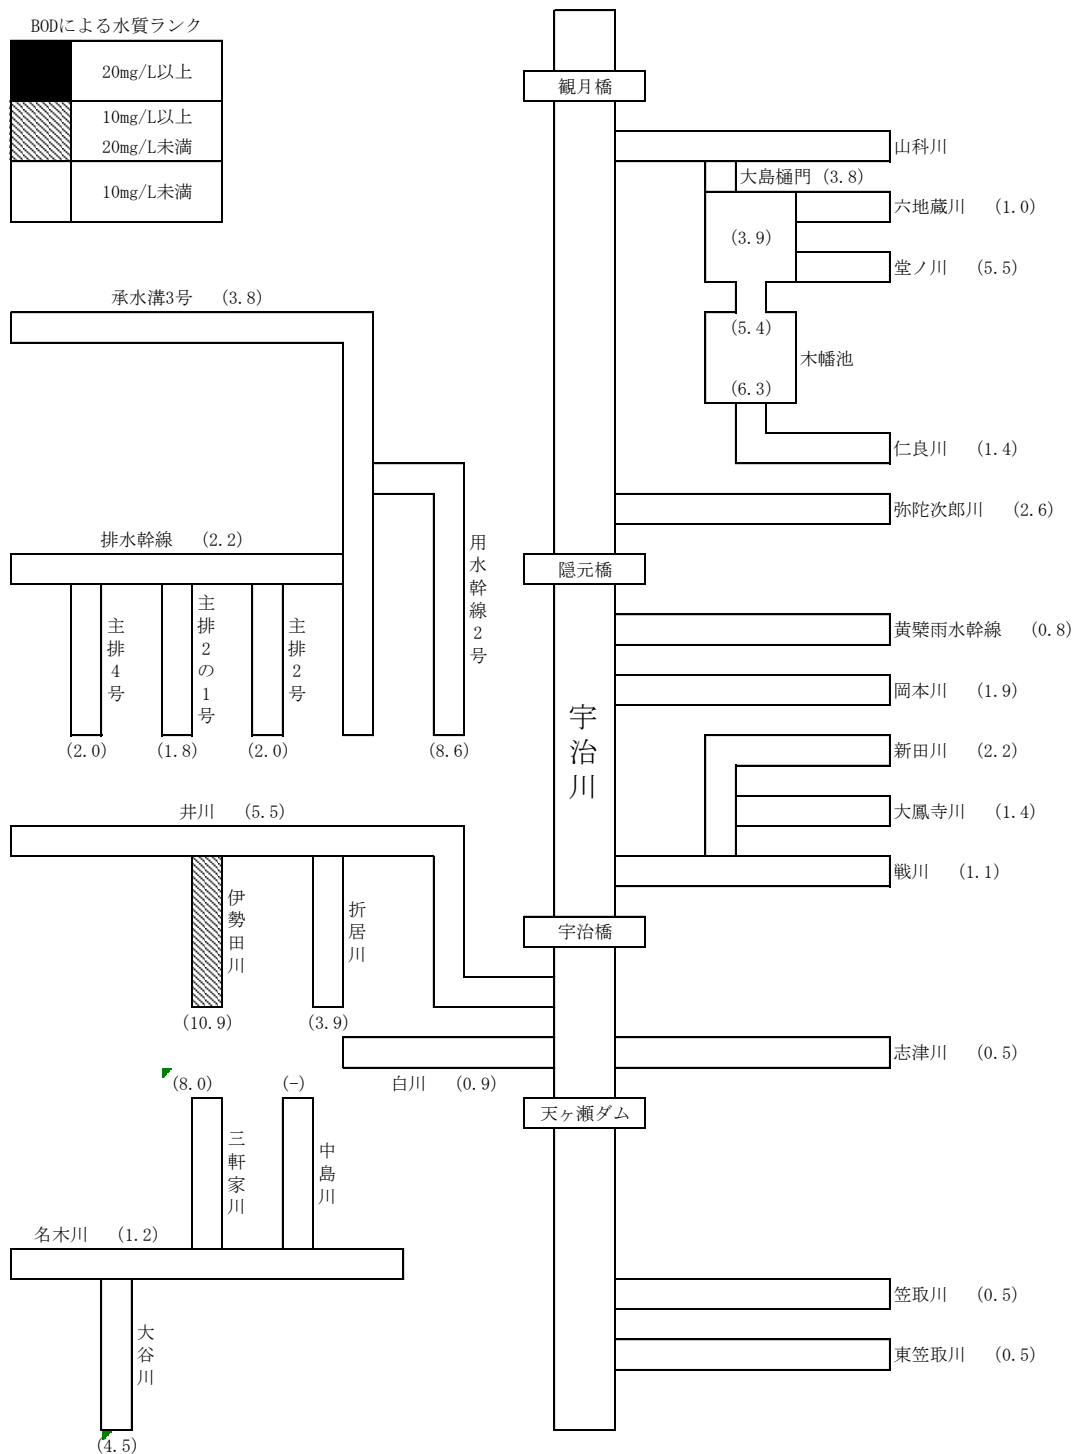 BODによる水質ランク
20mg/L以上
10mg/L以上
20mg/L未満
10mg/L未満
観月橋
山科川
大島樋門 (3.8)
六地蔵川 (1.0)
(3.9)
堂ノ川 (5.5)
承水溝3号 (3.8)
(5.4)
木幡池
(6.3)
仁良川 (1.4)
弥陀次郎川 (2.6)
排水幹線 (2.2)
用水幹線2号
隠元橋
主排4号
主排2の1号
主排2号
黄檗雨水幹線 (0.8)
岡本川 (1.9)
宇治川
(2.0)
(1.8)
(2.0)
(8.6)
新田川 (2.2)
井川 (5.5)
大鳳寺川 (1.4)
戦川 (1.1)
伊勢田川
折居川
宇治橋
(10.9)
(3.9)
志津川 (0.5)
白川 (0.9)
(8.0)
(-)
天ヶ瀬ダム
三軒家川
中島川
名木川 (1.2)
笠取川 (0.5)
大谷川
東笠取川 (0.5)
(4.5)